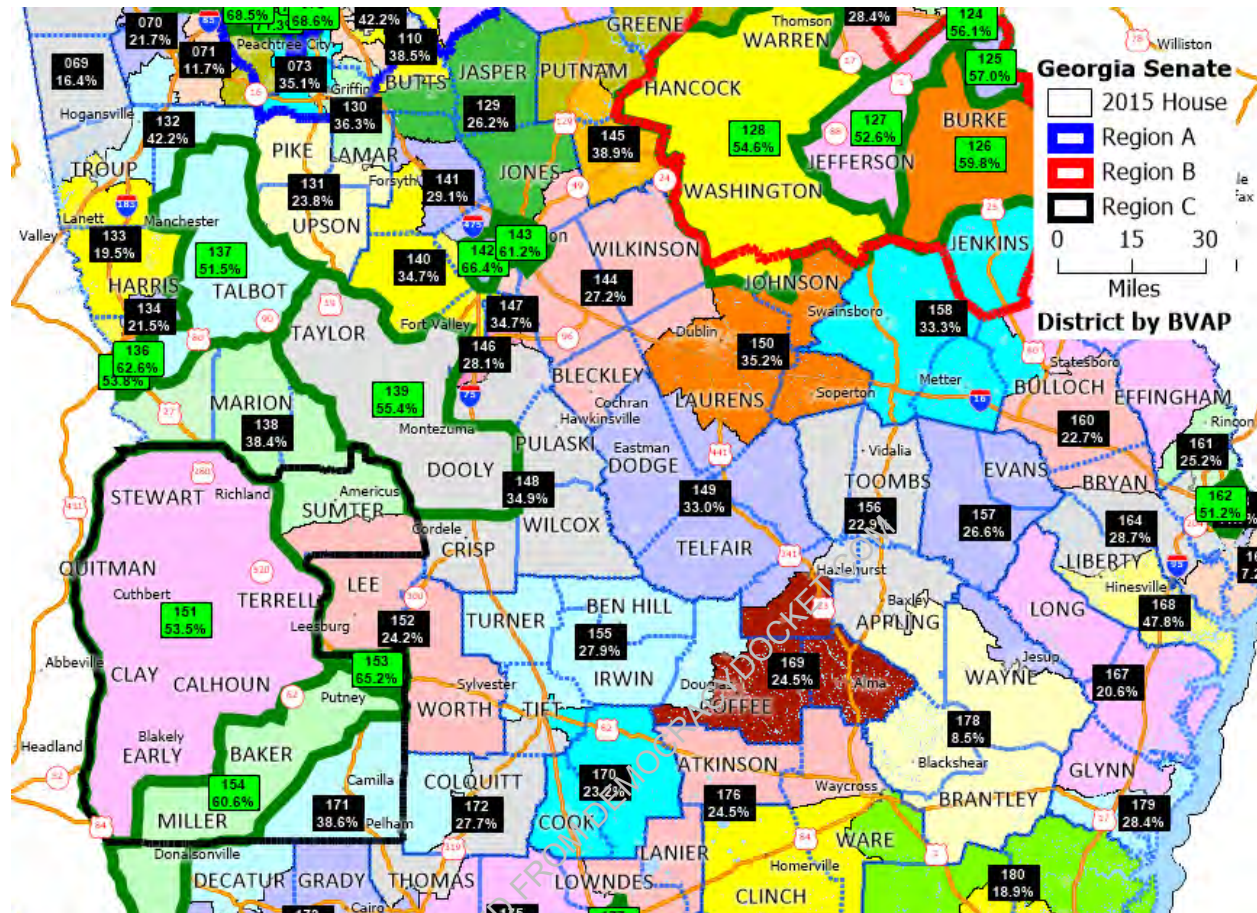 070
21.7%
68.5%
68.6%
42.2%
GREENE
Thomson
WARREN
28.4%
124
56.1%
Williston
069
16.4%
071
11.7%
Peachtree City
073
35.1%
110
38.5%
BUTTS
JASPER
PUTNAM
125
57.0%
Georgia Senate
2015 House
Region A
Region B
Region C
0 15 30
Miles
District by BVAP
Hogansville
132
42.2%
Griffin
130
36.3%
129
26.2%
HANCOCK
128
54.6%
127
52.6%
JEFFERSON
BURKE
126
59.8%
TROUP
PIKE
LAMAR
Forsyth
141
29.1%
JONES
145
38.9%
WASHINGTON
Lanett
Valley
Manchester
131
23.8%
UPSON
133
19.5%
137
51.5%
TALBOT
140
34.7%
142
66.4%
143
61.2%
WILKINSON
144
27.2%
JENKINS
HARRIS
134
21.5%
TAYLOR
Fort Valley
147
34.7%
JOHNSON
Swainsboro
158
33.3%
136
62.6%
53.8%
146
28.1%
Dublin
150
35.2%
Statesboro
BULLOCH
EFFINGHAM
MARION
138
38.4%
139
55.4%
Montezuma
BLECKLEY
Cochran
Hawkinsville
LAURENS
Soperton
Metter
160
22.7%
Rincon
161
25.2%
PULASKI
Eastman
DODGE
Vidalia
TOOMBS
EVANS
BRYAN
162
51.2%
STEWART
Richland
Americus
SUMTER
DOOLY
148
34.9%
WILCOX
149
33.0%
156
22.9%
157
26.6%
164
28.7%
LIBERTY
Cordele
CRISP
TELFAIR
Hazlehurst
Hinesville
QUITMAN
Cuthbert
TERRELL
LEE
Leesburg
152
24.2%
TURNER
BEN HILL
155
27.9%
IRWIN
Baxley
APPLING
LONG
168
47.8%
151
53.5%
Abbeville
CLAY
CALHOUN
153
65.2%
Putney
Sylvester
WORTH
TIFT
Douglas
COFFEE
169
24.5%
Alma
WAYNE
Jesup
167
20.6%
Headland
Blakely
EARLY
BAKER
154
60.6%
MILLER
Camilla
171
38.6%
Pelham
COLQUITT
172
27.7%
170
23.2%
COOK
ATKINSON
176
24.5%
Waycross
178
8.5%
Blackshear
BRANTLEY
GLYNN
179
28.4%
Donalsonville
DECATUR
GRADY
Cairo
THOMAS
LANIER
LOWNDES
Homerville
CLINCH
WARE
180
18.9%
FROM DEMOCRACYDOCKET.COM